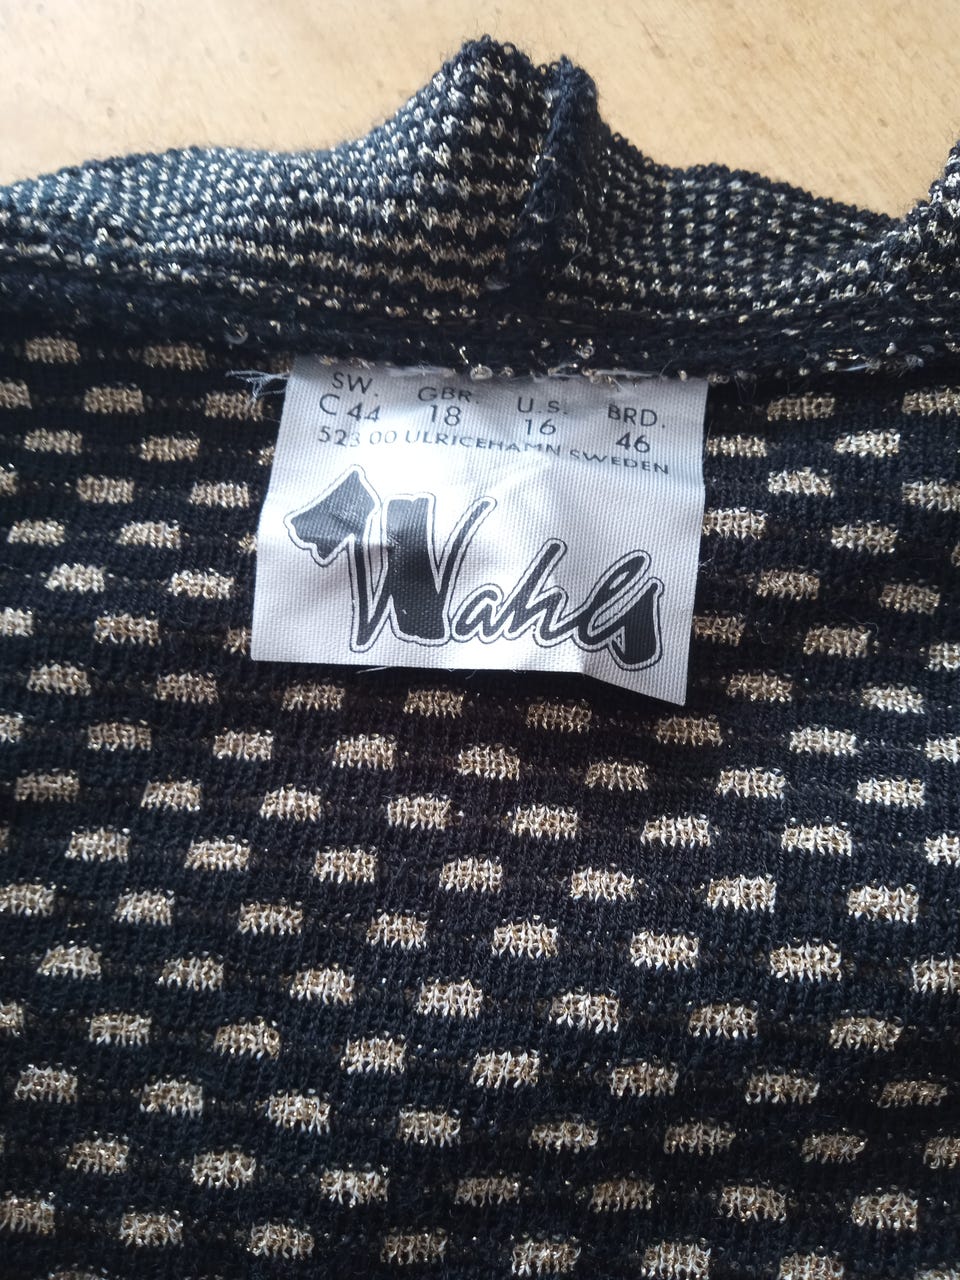 SW. GBR. U.S. BRD.
C 44 18 16 46
523 00 ULRICEHAMN SWEDEN
Wahls